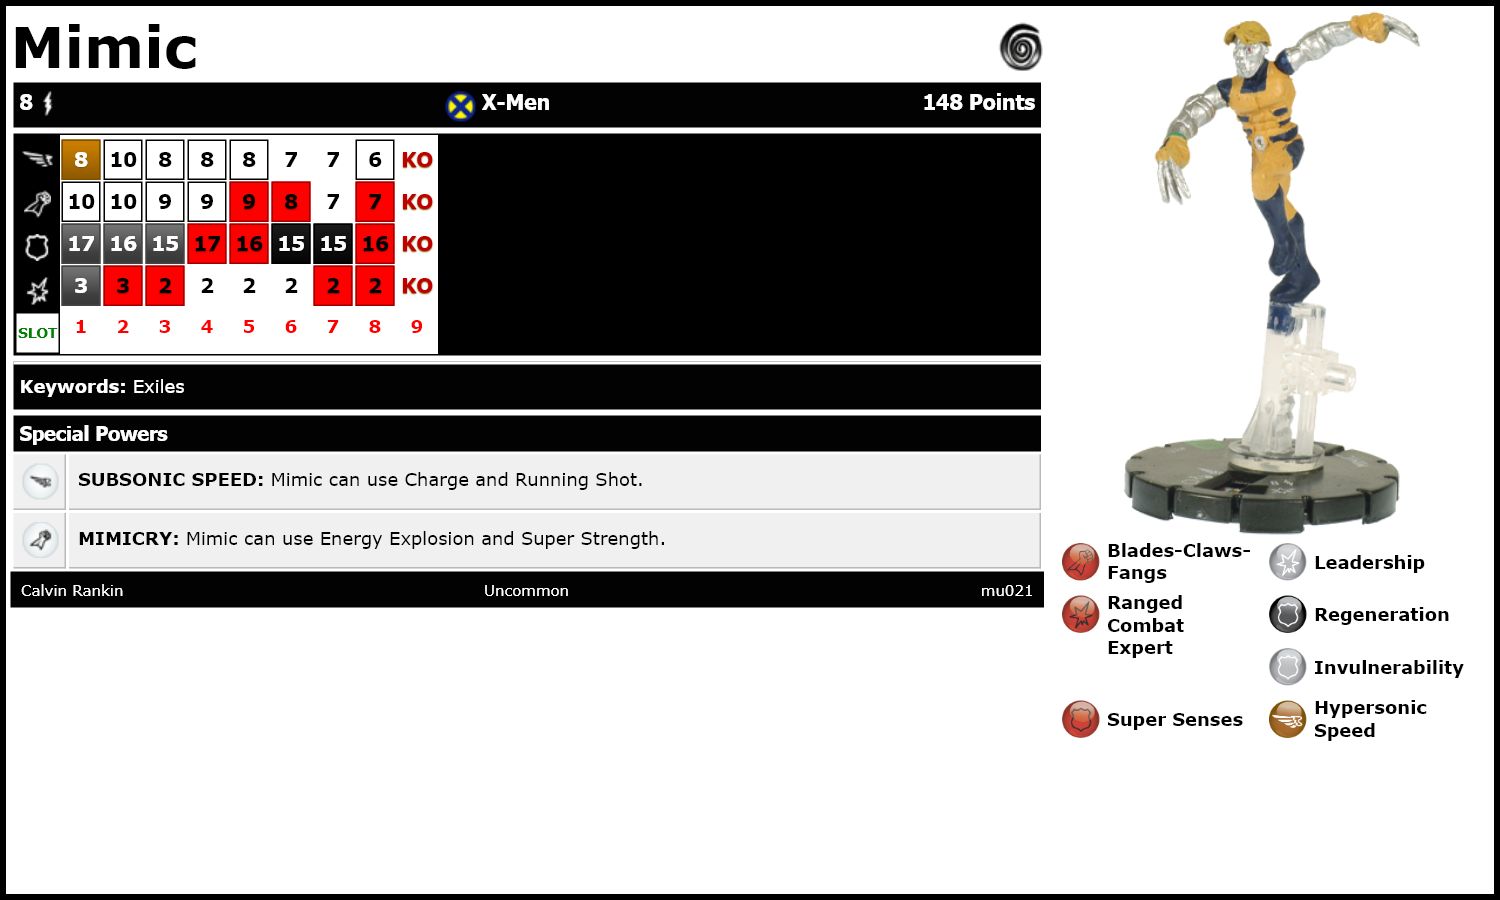 Mimic
8 X-Men 148 Points
8 10 8 8 8 7 7 6 KO
10 10 9 9 9 8 7 7 KO
17 16 15 17 16 15 15 16 KO
3 3 2 2 2 2 2 2 KO
SLOT 1 2 3 4 5 6 7 8 9
Keywords: Exiles
Special Powers
SUBSONIC SPEED: Mimic can use Charge and Running Shot.
MIMICRY: Mimic can use Energy Explosion and Super Strength.
Calvin Rankin Uncommon mu021
Blades-Claws-
Fangs
Leadership
Ranged
Combat
Expert
Regeneration
Invulnerability
Super Senses
Hypersonic
Speed